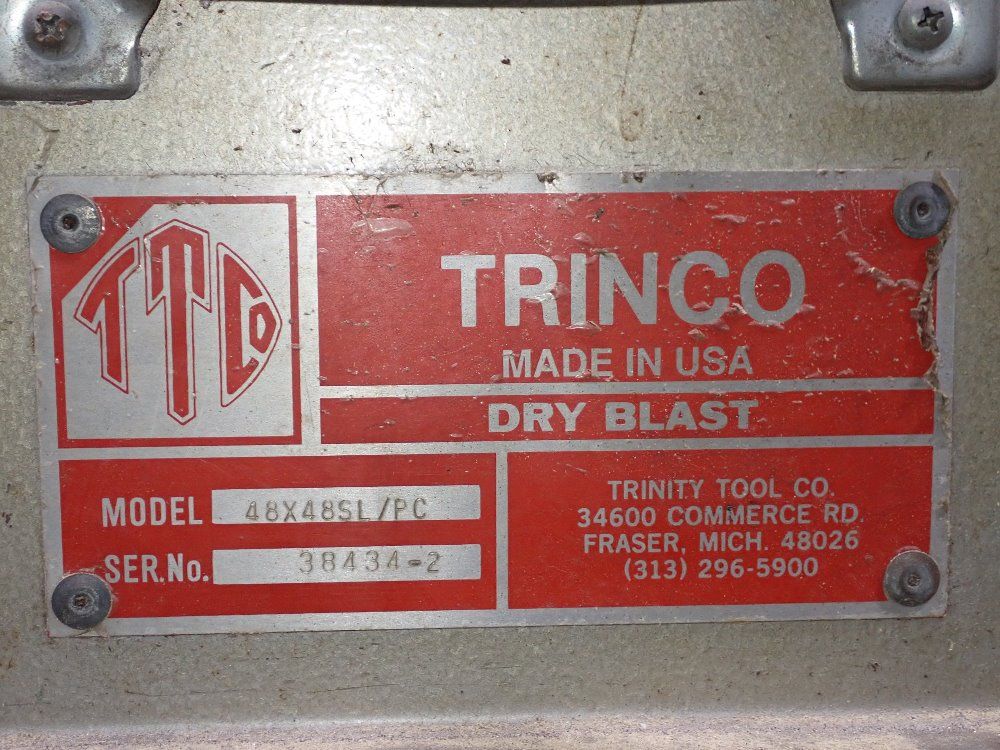 TTCo
TRINCO
MADE IN USA
DRY BLAST
MODEL 48X48SL/PC
SER.No. 38434-2
TRINITY TOOL CO.
34600 COMMERCE RD.
FRASER, MICH. 48026
(313) 296-5900